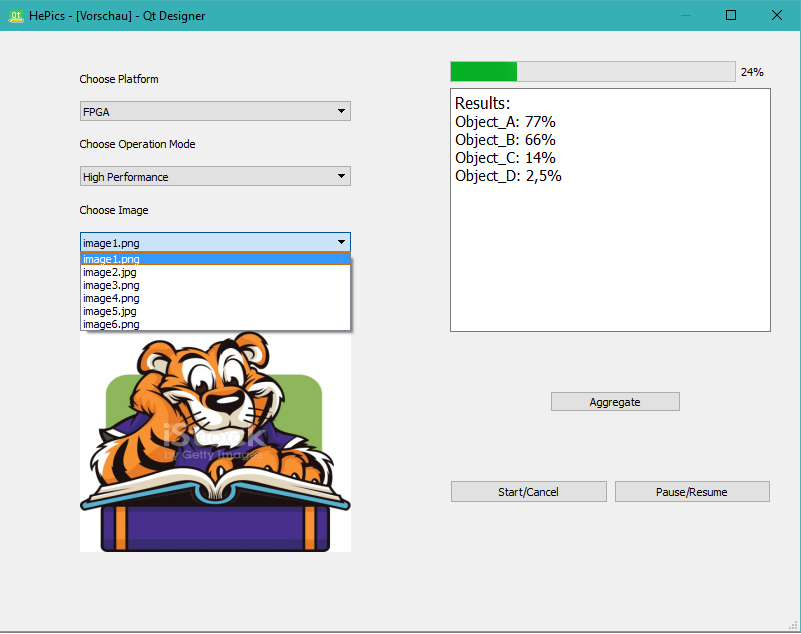 HePics - [Vorschau] - Qt Designer
Choose Platform
FPGA
Choose Operation Mode
High Performance
Choose Image
image1.png
image1.png
image2.jpg
image3.png
image4.png
image5.jpg
image6.png
iStock
by Getty Images
24%
Results:
Object_A: 77%
Object_B: 66%
Object_C: 14%
Object_D: 2,5%
Aggregate
Start/Cancel
Pause/Resume